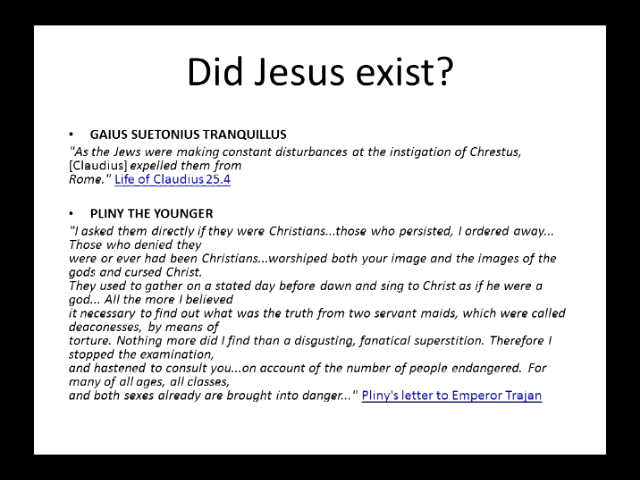 Did Jesus exist?
• GAIUS SUETONIUS TRANQUILLUS
"As the Jews were making constant disturbances at the instigation of Chrestus,
[Claudius] expelled them from
Rome." Life of Claudius 25.4
• PLINY THE YOUNGER
"I asked them directly if they were Christians...those who persisted, I ordered away...
Those who denied they
were or ever had been Christians...worshiped both your image and the images of the
gods and cursed Christ.
They used to gather on a stated day before dawn and sing to Christ as if he were a
god... All the more I believed
it necessary to find out what was the truth from two servant maids, which were called
deaconesses, by means of
torture. Nothing more did I find than a disgusting, fanatical superstition. Therefore I
stopped the examination,
and hastened to consult you...on account of the number of people endangered. For
many of all ages, all classes,
and both sexes already are brought into danger..." Pliny's letter to Emperor Trajan